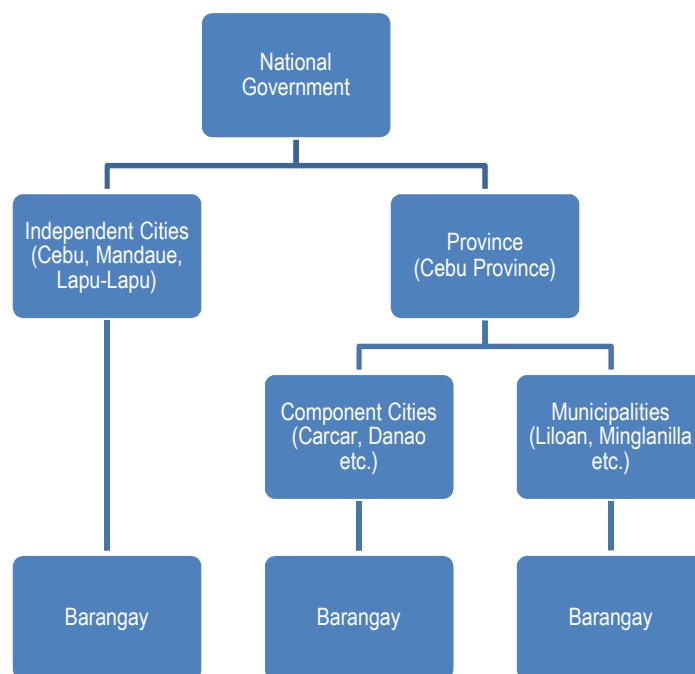 National
Government
Independent Cities
(Cebu, Mandaue,
Lapu-Lapu)
Province
(Cebu Province)
Component Cities
(Carcar, Danao
etc.)
Municipalities
(Liloan, Minglanilla
etc.)
Barangay
Barangay
Barangay